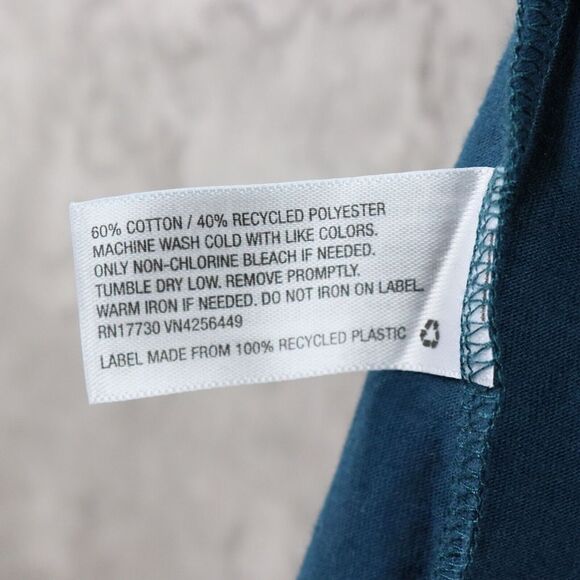 60% COTTON / 40% RECYCLED POLYESTER
MACHINE WASH COLD WITH LIKE COLORS.
ONLY NON-CHLORINE BLEACH IF NEEDED.
TUMBLE DRY LOW. REMOVE PROMPTLY.
WARM IRON IF NEEDED. DO NOT IRON ON LABEL.
RN17730 VN4256449
LABEL MADE FROM 100% RECYCLED PLASTIC